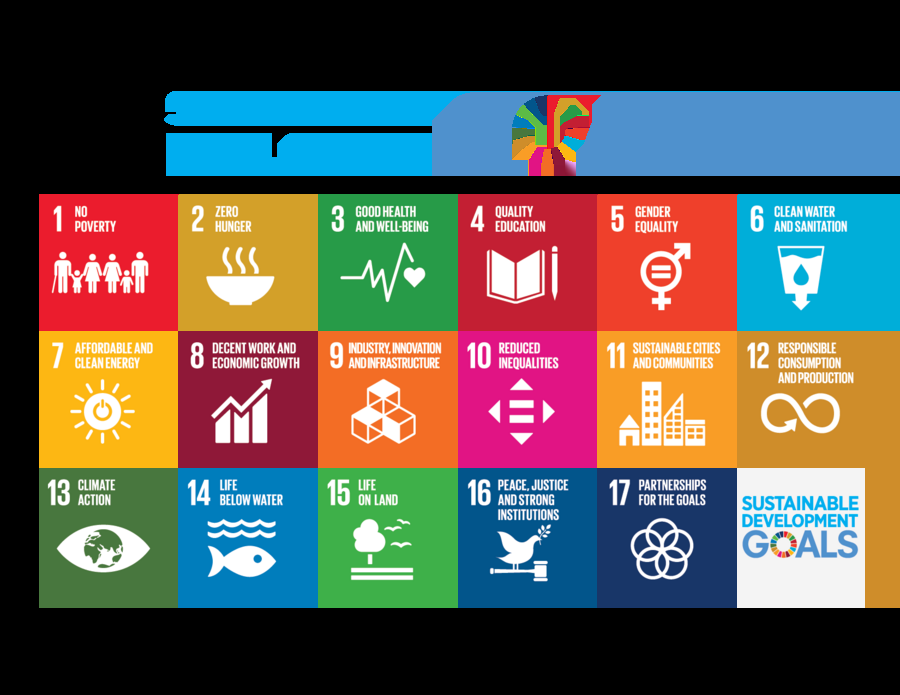 1 NO
POVERTY
2 ZERO
HUNGER
3 GOOD HEALTH
AND WELL-BEING
4 QUALITY
EDUCATION
5 GENDER
EQUALITY
6 CLEAN WATER
AND SANITATION
7 AFFORDABLE AND
CLEAN ENERGY
8 DECENT WORK AND
ECONOMIC GROWTH
9 INDUSTRY, INNOVATION
AND INFRASTRUCTURE
10 REDUCED
INEQUALITIES
11 SUSTAINABLE CITIES
AND COMMUNITIES
12 RESPONSIBLE
CONSUMPTION
AND PRODUCTION
13 CLIMATE
ACTION
14 LIFE
BELOW WATER
15 LIFE
ON LAND
16 PEACE, JUSTICE
AND STRONG
INSTITUTIONS
17 PARTNERSHIPS
FOR THE GOALS
SUSTAINABLE
DEVELOPMENT
GOALS